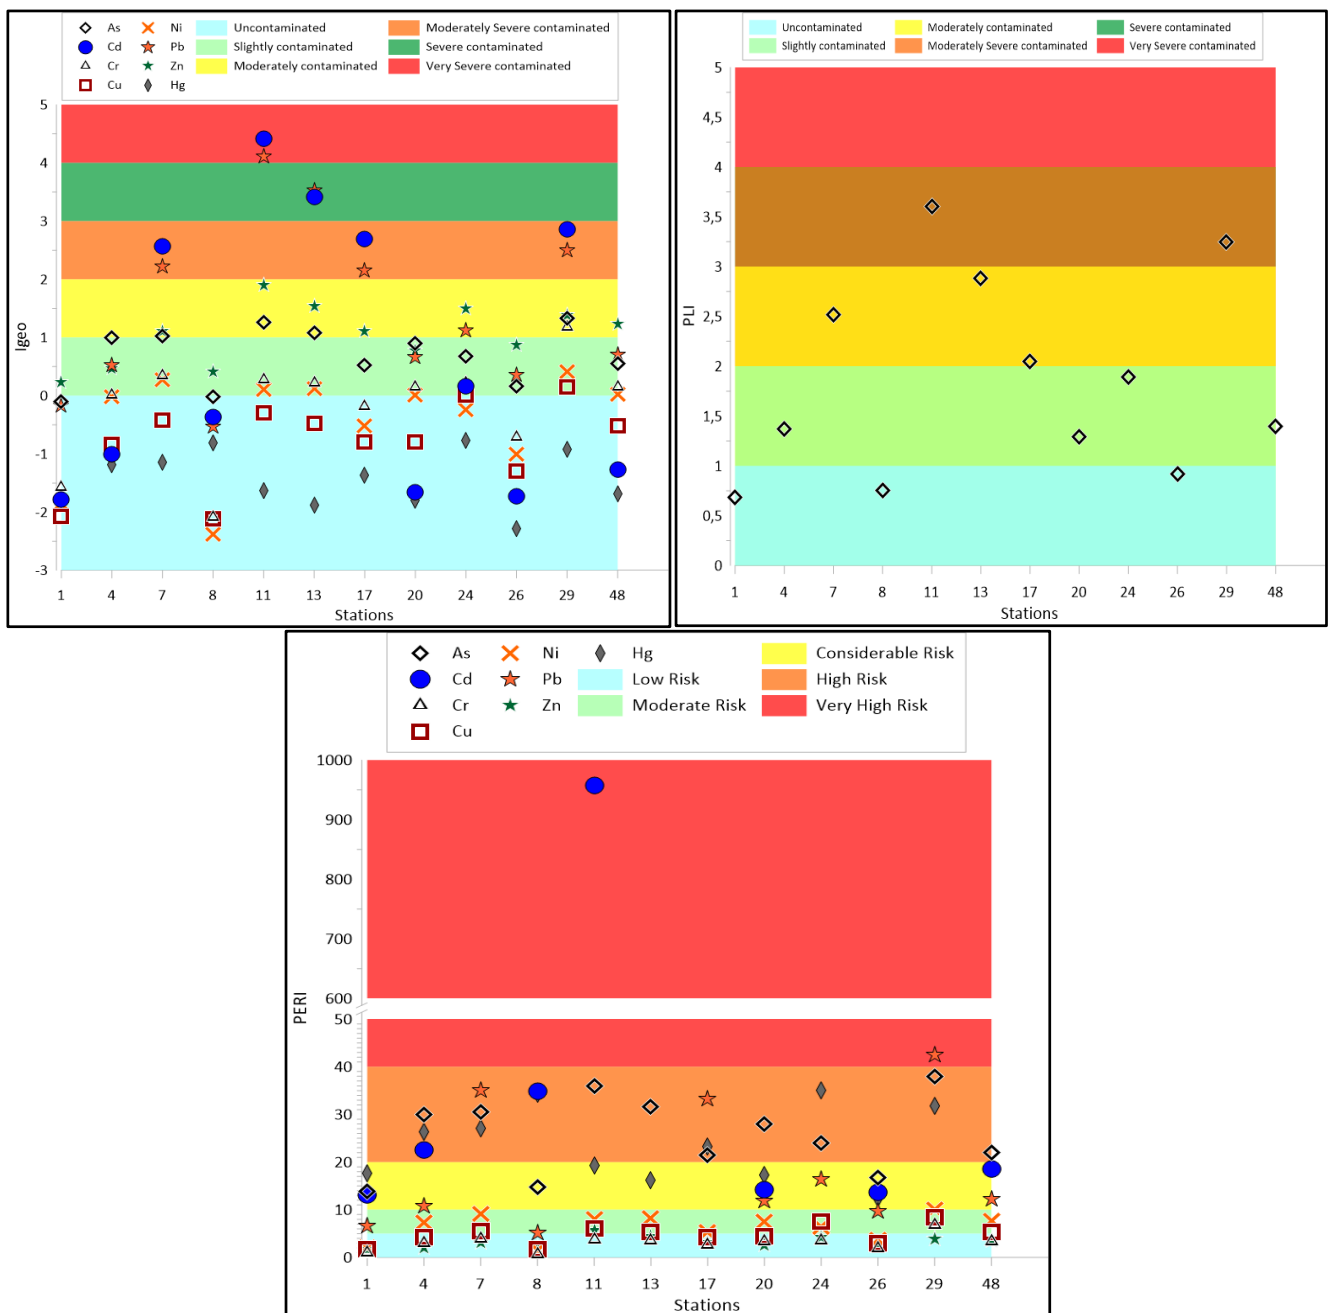 As Ni Uncontaminated Moderately Severe contaminated
Cd Pb Slightly contaminated Severe contaminated
Cr Zn Moderately contaminated Very Severe contaminated
Cu Hg
5
4
3
2
1
0
-1
-2
-3
Igeo
1 4 7 8 11 13 17 20 24 26 29 48
Stations
Uncontaminated Moderately contaminated Severe contaminated
Slightly contaminated Moderately Severe contaminated Very Severe contaminated
5
4,5
4
3,5
3
2,5
2
1,5
1
0,5
0
PLI
1 4 7 8 11 13 17 20 24 26 29 48
Stations
As Ni Hg Considerable Risk
Cd Pb Low Risk High Risk
Cr Zn Moderate Risk Very High Risk
Cu
1000
900
800
700
600
50
40
30
20
10
0
PERI
1 4 7 8 11 13 17 20 24 26 29 48
Stations